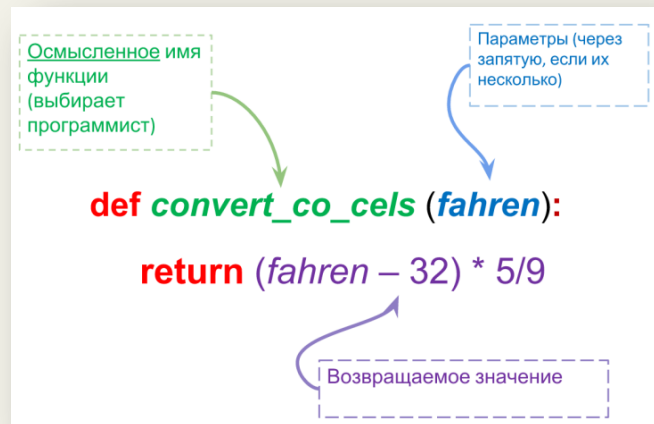 Осмысленное имя
функции
(выбирает
программист)
Параметры (через
запятую, если их
несколько)
def convert_co_cels (fahren):
return (fahren – 32) * 5/9
Возвращаемое значение